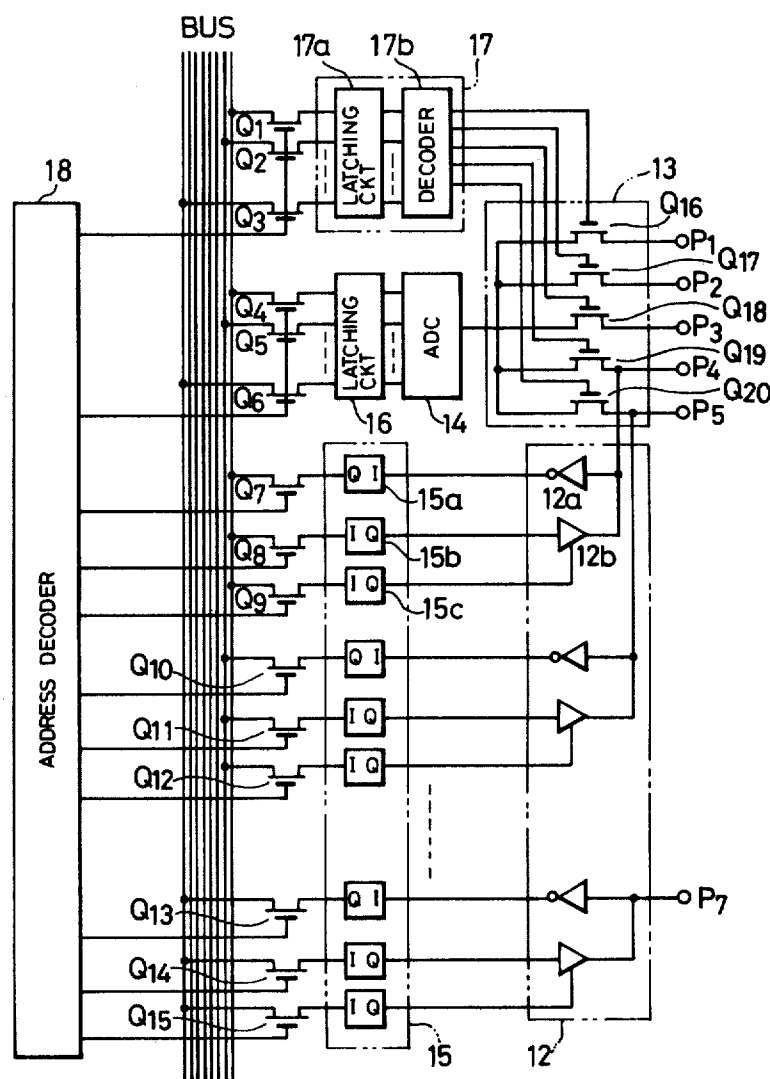 BUS
17a
17b
17
18
Q1
Q2
Q3
LATCHING
CKT
DECODER
13
Q16
P1
Q17
P2
Q18
P3
Q19
P4
Q20
P5
Q4
Q5
Q6
LATCHING
CKT
ADC
16
14
Q7
Q I
15a
12a
Q8
I Q
15b
12b
Q9
I Q
15c
Q10
Q I
Q11
I Q
Q12
I Q
ADDRESS DECODER
Q13
Q I
P7
Q14
I Q
Q15
I Q
15
12